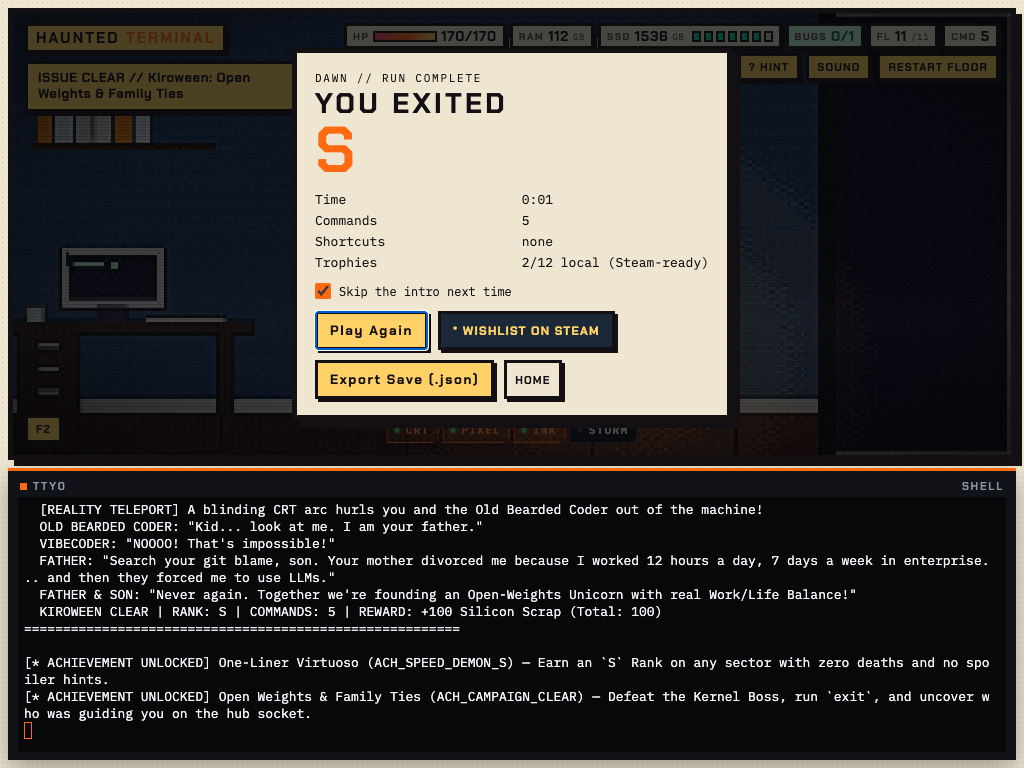 HAUNTED TERMINAL
HP 170/170 RAM 112 GB SSD 1536 GB BUGS 0/1 FL 11 /11 CMD 5
ISSUE CLEAR // Kiroween: Open
Weights & Family Ties
? HINT SOUND RESTART FLOOR
DAWN // RUN COMPLETE
YOU EXITED
S
Time 0:01
Commands 5
Shortcuts none
Trophies 2/12 local (Steam-ready)
Skip the intro next time
Play Again * WISHLIST ON STEAM
Export Save (.json) HOME
F2
CRT PIXEL INK STORM
TTY0 SHELL
[REALITY TELEPORT] A blinding CRT arc hurls you and the Old Bearded Coder out of the machine!
OLD BEARDED CODER: "Kid... look at me. I am your father."
VIBECODER: "NOOOO! That's impossible!"
FATHER: "Search your git blame, son. Your mother divorced me because I worked 12 hours a day, 7 days a week in enterprise.
.. and then they forced me to use LLMs."
FATHER & SON: "Never again. Together we're founding an Open-Weights Unicorn with real Work/Life Balance!"
KIROWEEN CLEAR | RANK: S | COMMANDS: 5 | REWARD: +100 Silicon Scrap (Total: 100)
========================================================
[* ACHIEVEMENT UNLOCKED] One-Liner Virtuoso (ACH_SPEED_DEMON_S) — Earn an `S` Rank on any sector with zero deaths and no spo
iler hints.
[* ACHIEVEMENT UNLOCKED] Open Weights & Family Ties (ACH_CAMPAIGN_CLEAR) — Defeat the Kernel Boss, run `exit`, and uncover w
ho was guiding you on the hub socket.